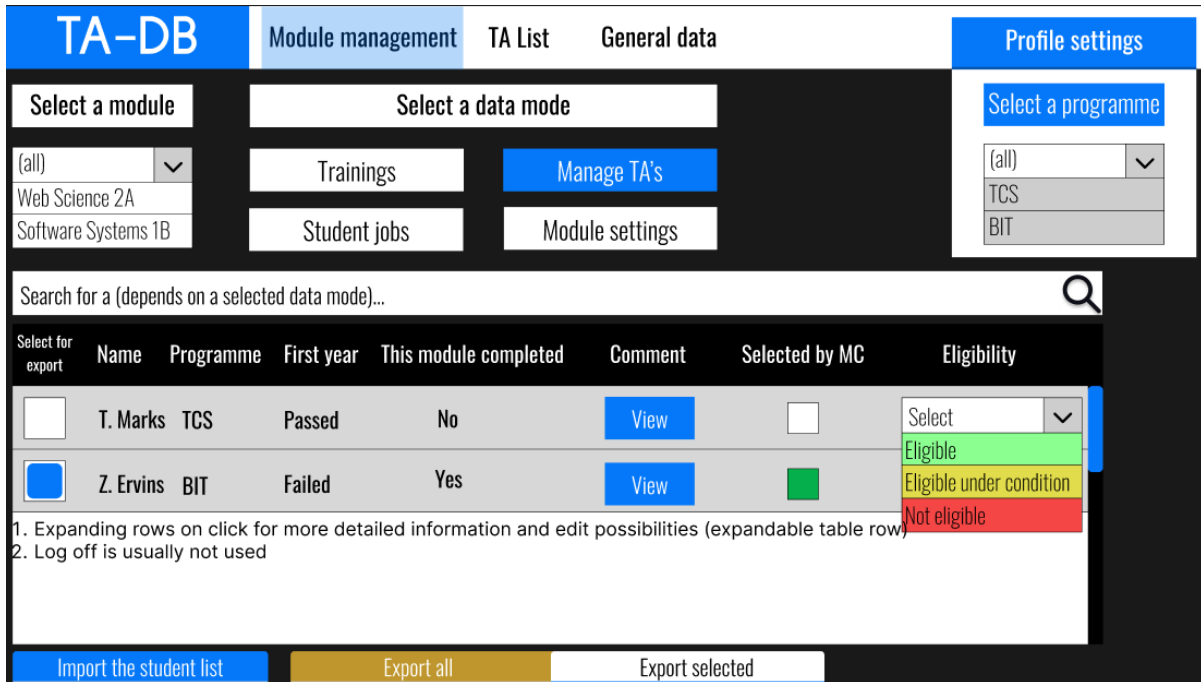 TA-DB
Module management
TA List
General data
Profile settings
Select a module
Select a data mode
Select a programme
(all)
Web Science 2A
Software Systems 1B
Trainings
Manage TA's
Student jobs
Module settings
(all)
TCS
BIT
Search for a (depends on a selected data mode)...
Select for
export
Name
Programme
First year
This module completed
Comment
Selected by MC
Eligibility
T. Marks
TCS
Passed
No
View
Select
Eligible
Z. Ervins
BIT
Failed
Yes
View
Eligible under condition
Not eligible
1. Expanding rows on click for more detailed information and edit possibilities (expandable table row)
2. Log off is usually not used
Import the student list
Export all
Export selected